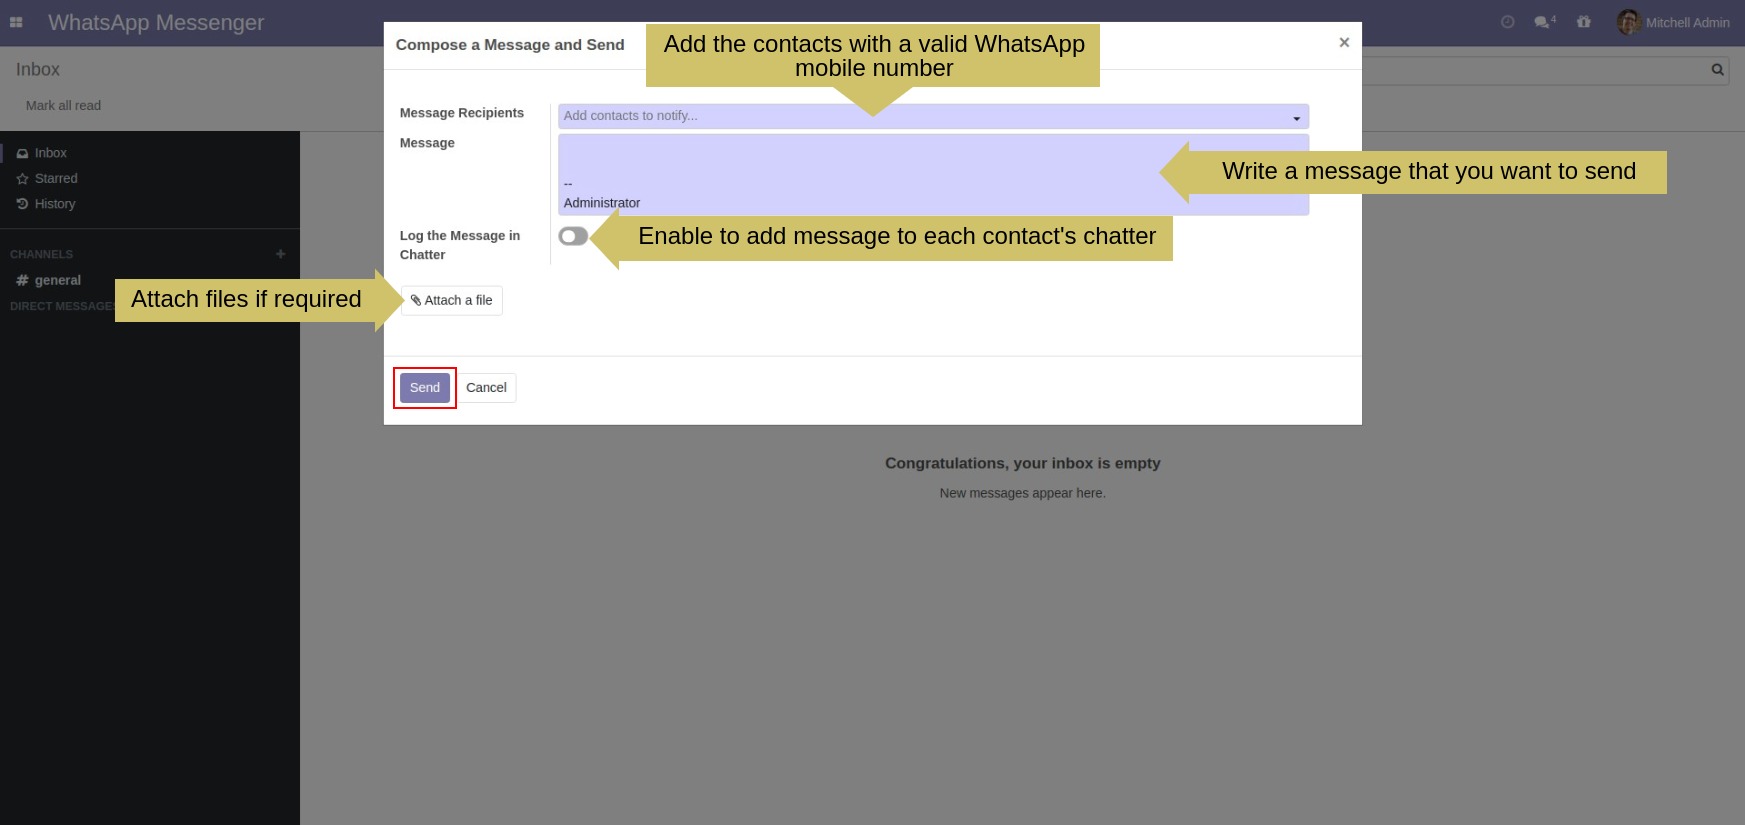 WhatsApp Messenger
4
Mitchell Admin
Inbox
Mark all read
Inbox
Starred
History
CHANNELS
general
DIRECT MESSAGES
Compose a Message and Send
Add the contacts with a valid WhatsApp
mobile number
×
Message Recipients
Add contacts to notify...
Message
--
Administrator
Write a message that you want to send
Log the Message in
Chatter
Enable to add message to each contact's chatter
Attach files if required
Attach a file
Send
Cancel
Congratulations, your inbox is empty
New messages appear here.